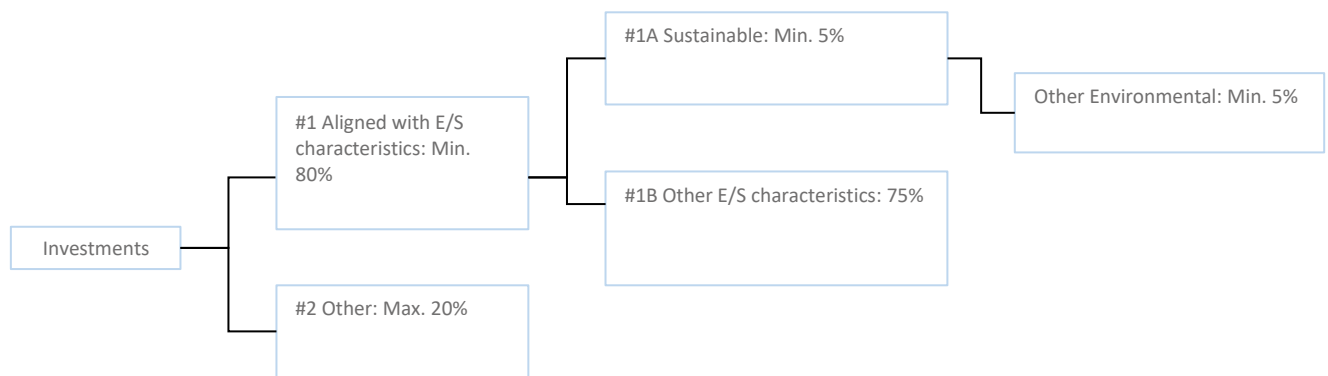 #1A Sustainable: Min. 5%
Other Environmental: Min. 5%
#1 Aligned with E/S
characteristics: Min.
80%
#1B Other E/S characteristics: 75%
Investments
#2 Other: Max. 20%